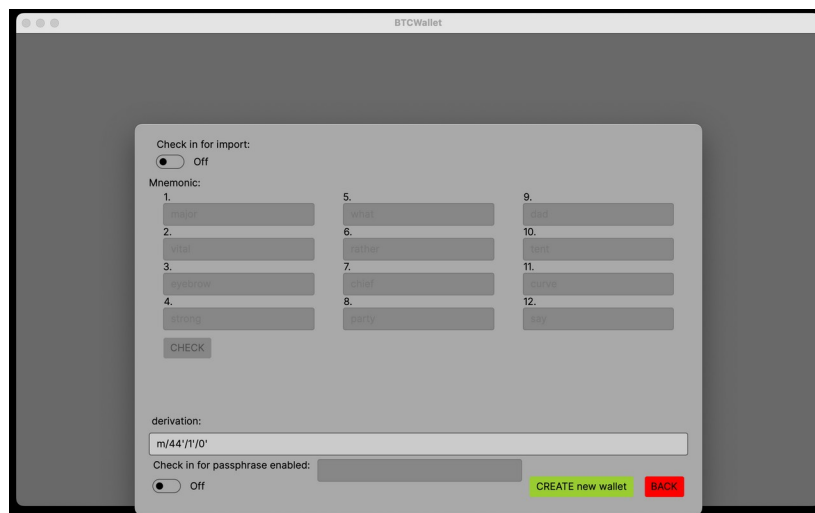 BTCWallet
Check in for import:
Off
Mnemonic:
1.
major
2.
vital
3.
eyebrow
4.
strong
5.
what
6.
rather
7.
chief
8.
party
9.
dad
10.
tent
11.
curve
12.
say
CHECK
derivation:
m/44'/1'/0'
Check in for passphrase enabled:
Off
CREATE new wallet
BACK